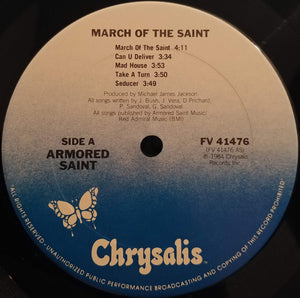 MARCH OF THE SAINT
March Of The Saint 4:11
Can U Deliver 3:34
Mad House 3:53
Take A Turn 3:50
Seducer 3:49
Produced by Michael James Jackson
All songs written by J. Bush, J. Vera, D. Prichard,
P. Sandoval, G. Sandoval.
All songs published by Armored Saint Music/
Red Admiral Music (BMI)
SIDE A
ARMORED
SAINT
FV 41476
(FV 41476 AS)
℗ 1984 Chrysalis
Records, Inc.
Chrysalis
ALL RIGHTS RESERVED. UNAUTHORIZED PUBLIC PERFORMANCE BROADCASTING AND COPYING OF THIS RECORD PROHIBITED!